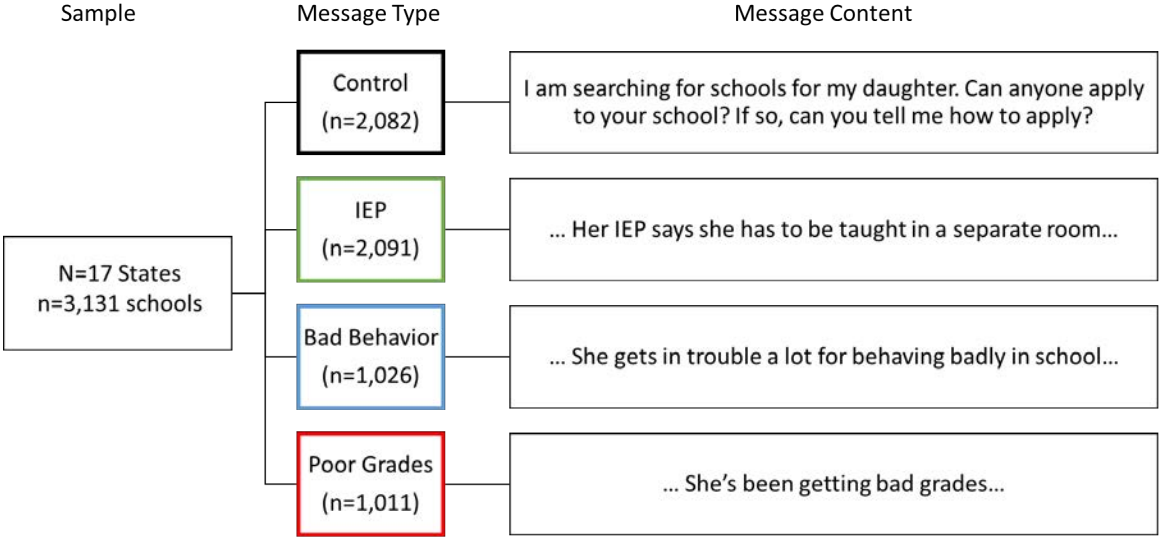 Sample
Message Type
Message Content
Control
(n=2,082)
I am searching for schools for my daughter. Can anyone apply
to your school? If so, can you tell me how to apply?
IEP
(n=2,091)
... Her IEP says she has to be taught in a separate room...
N=17 States
n=3,131 schools
Bad Behavior
(n=1,026)
... She gets in trouble a lot for behaving badly in school...
Poor Grades
(n=1,011)
... She’s been getting bad grades...